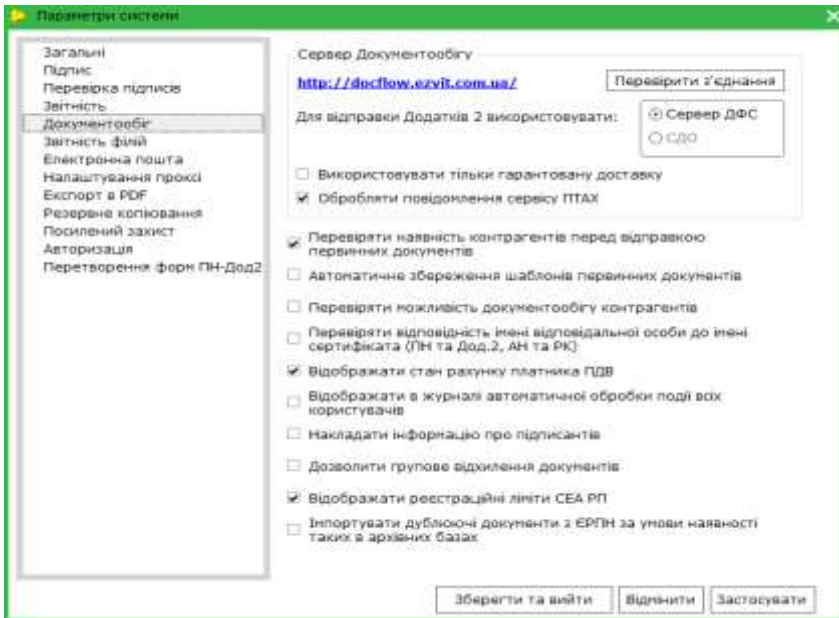 Параметри системи
Загальні
Підпис
Перевірка підписів
Звітність
Документообіг
Звітність філій
Електронна пошта
Налаштування проксі
Експорт в PDF
Резервне копіювання
Посилений захист
Авторизація
Перетворення форм ПН-Дод2
Сервер Документообігу
http://docflow.ezvit.com.ua/
Перевірити з'єднання
Для відправки Додатків 2 використовувати:
Сервер ДФС
СДО
Використовувати тільки гарантовану доставку
Обробляти повідомлення сервісу ПТАХ
Перевіряти наявність контрагентів перед відправкою
первинних документів
Автоматичне збереження шаблонів первинних документів
Перевіряти можливість документообігу контрагентів
Перевіряти відповідність імені відповідальної особи до імені
сертифіката (ПН та Дод.2, АН та РК)
Відображати стан рахунку платника ПДВ
Відображати в журналі автоматичної обробки події всіх
користувачів
Накладати інформацію про підписантів
Дозволити групове відхилення документів
Відображати реєстраційні ліміти СЕА РП
Імпортувати дублюючі документи з ЄРПН за умови наявності
таких в архівних базах
Зберегти та вийти
Відмінити
Застосувати